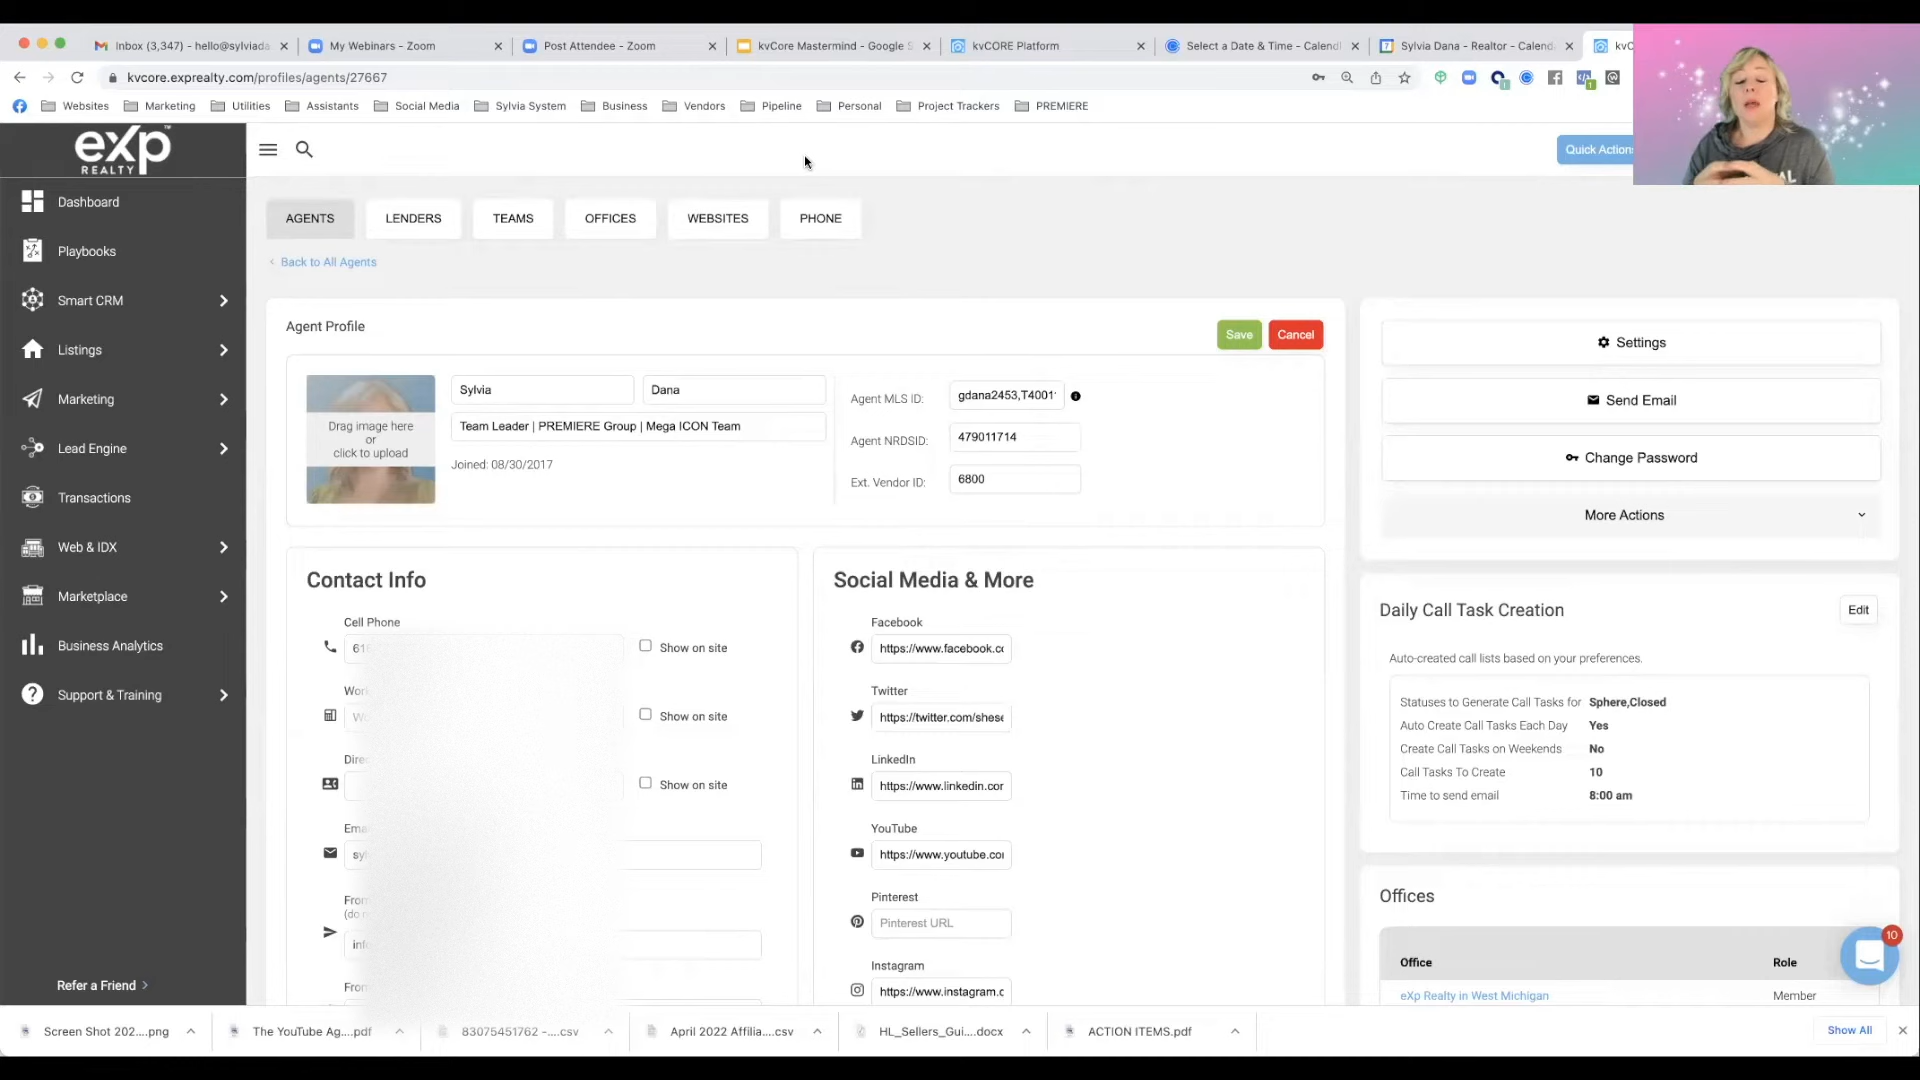 Inbox (3,347) - hello@sylviada
My Webinars - Zoom
Post Attendee - Zoom
kvCore Mastermind - Google S
kvCORE Platform
Select a Date & Time - Calendl
Sylvia Dana - Realtor - Calend
kvCO
kvcore.exprealty.com/profiles/agents/27667
Websites
Marketing
Utilities
Assistants
Social Media
Sylvia System
Business
Vendors
Pipeline
Personal
Project Trackers
PREMIERE
eXp
REALTY
Quick Actions
Dashboard
Playbooks
Smart CRM
Listings
Marketing
Lead Engine
Transactions
Web & IDX
Marketplace
Business Analytics
Support & Training
Refer a Friend >
AGENTS
LENDERS
TEAMS
OFFICES
WEBSITES
PHONE
< Back to All Agents
Agent Profile
Save
Cancel
Drag image here
or
click to upload
Sylvia
Dana
Team Leader | PREMIERE Group | Mega ICON Team
Joined: 08/30/2017
Agent MLS ID:
gdana2453,T4001
Agent NRDSID:
479011714
Ext. Vendor ID:
6800
Contact Info
Cell Phone
616
Show on site
Show on site
Show on site
Social Media & More
Facebook
https://www.facebook.co
Twitter
https://twitter.com/shese
LinkedIn
https://www.linkedin.cor
YouTube
https://www.youtube.coi
Pinterest
Pinterest URL
Instagram
https://www.instagram.c
Settings
Send Email
Change Password
More Actions
Daily Call Task Creation
Edit
Auto-created call lists based on your preferences.
Statuses to Generate Call Tasks for Sphere,Closed
Auto Create Call Tasks Each Day Yes
Create Call Tasks on Weekends No
Call Tasks To Create 10
Time to send email 8:00 am
Offices
Office
Role
eXp Realty in West Michigan
Member
10
Screen Shot 202....png
The YouTube Ag....pdf
83075451762 -....csv
April 2022 Affilia....csv
HL_Sellers_Gui....docx
ACTION ITEMS.pdf
Show All